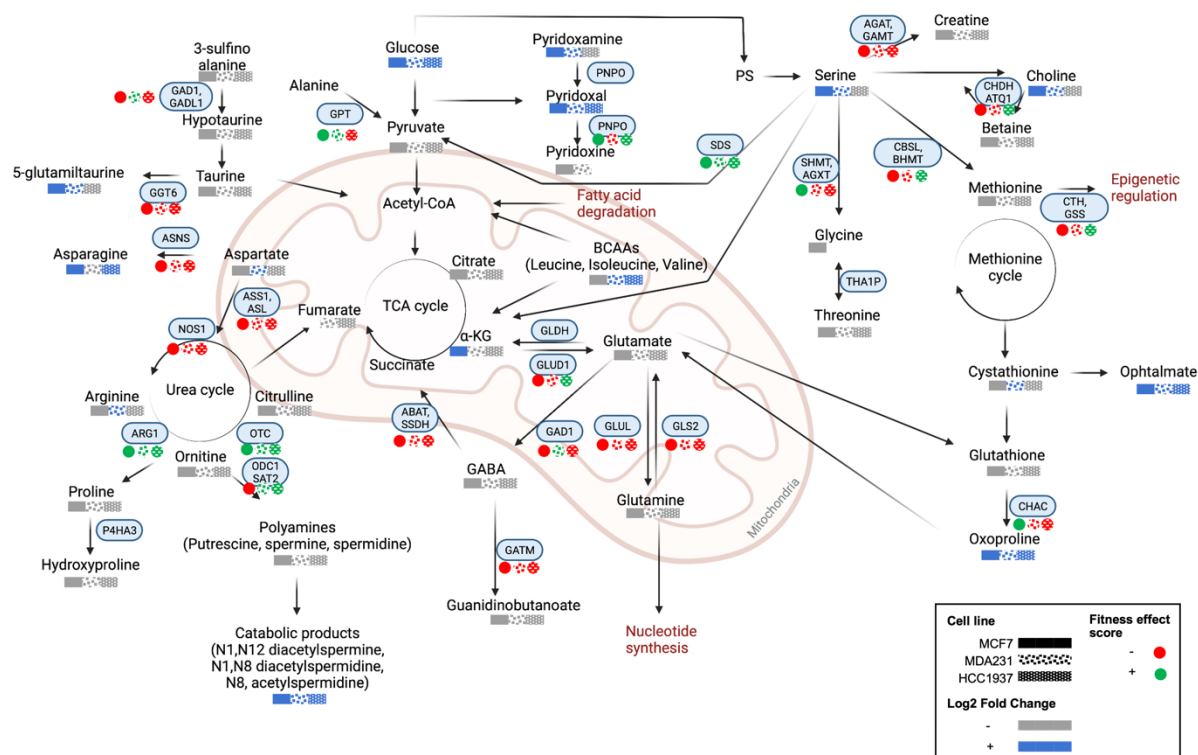 3-sulfino
alanine
GAD1,
GADL1
Hypotaurine
5-glutamiltaurine
Taurine
GGT6
Asparagine
ASNS
Aspartate
Alanine
GPT
Glucose
Pyruvate
Acetyl-CoA
Pyridoxamine
PNPO
Pyridoxal
PNPO
Pyridoxine
SDS
PS
Serine
AGAT,
GAMT
Creatine
CHDH
ATQ1
Choline
Betaine
SHMT,
AGXT
CBSL,
BHMT
Glycine
THA1P
Threonine
Methionine
CTH,
GSS
Epigenetic
regulation
Methionine
cycle
Cystathionine
Ophtalmate
Glutathione
CHAC
Oxoproline
Fatty acid
degradation
BCAAs
(Leucine, Isoleucine, Valine)
Citrate
TCA cycle
α-KG
Succinate
Fumarate
GLDH
GLUD1
Glutamate
ASS1,
ASL
NOS1
Urea cycle
Arginine
Citrulline
ARG1
OTC
Ornitine
ODC1
SAT2
Proline
P4HA3
Hydroxyproline
Polyamines
(Putrescine, spermine, spermidine)
Catabolic products
(N1,N12 diacetylspermine,
N1,N8 diacetylspermidine,
N8, acetylspermidine)
ABAT,
SSDH
GABA
GAD1
GLUL
GLS2
Glutamine
GATM
Guanidinobutanoate
Nucleotide
synthesis
Mitochondria
Cell line
MCF7
MDA231
HCC1937
Fitness effect
score
-
+
Log2 Fold Change
-
+